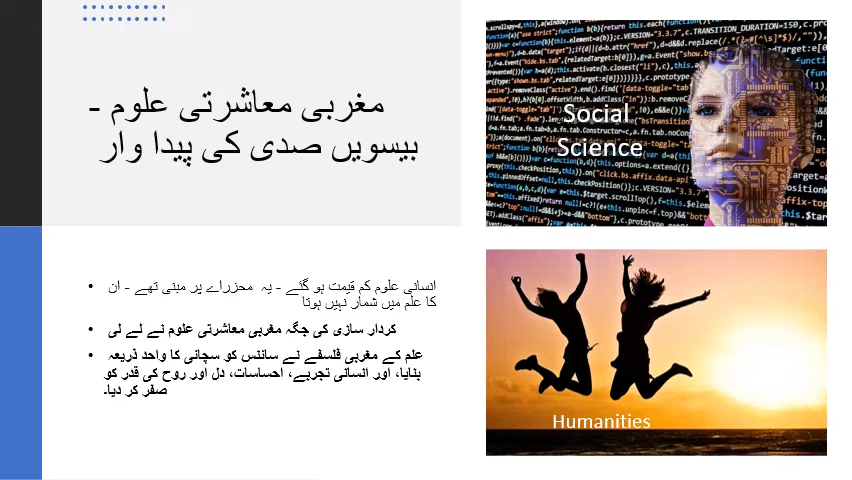 مغربی معاشرتی علوم -
بیسویں صدی کی پیدا وار
• انسانی علوم کم قیمت ہو گئے - یہ محزراے پر مبنی تھے - ان
کا علم میں شمار نہیں ہوتا
• کردار سازی کی جگہ مغربی معاشرتی علوم نے لے لی
• علم کے مغربی فلسفے نے سائنس کو سچائی کا واحد ذریعہ
بنایا، اور انسانی تجربے، احساسات، دل اور روح کی قدر کو
صفر کر دیا۔
Social
Science
Humanities